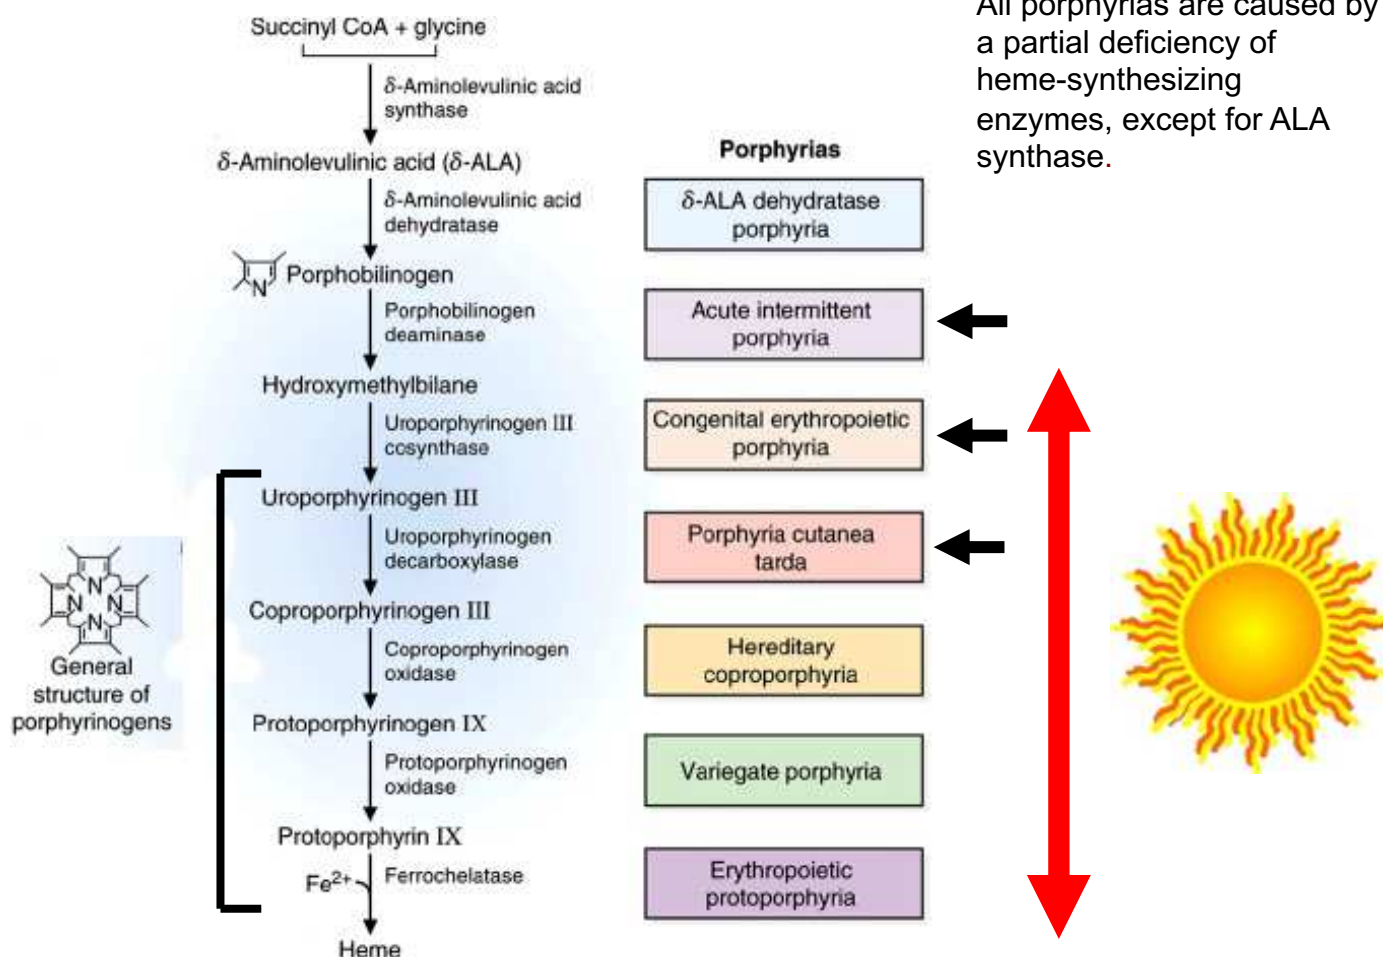 All porphyrias are caused by
a partial deficiency of
heme-synthesizing
enzymes, except for ALA
synthase.
Succinyl CoA + glycine
δ-Aminolevulinic acid
synthase
δ-Aminolevulinic acid (δ-ALA)
δ-Aminolevulinic acid
dehydratase
Porphobilinogen
N
Porphobilinogen
deaminase
Hydroxymethylbilane
Uroporphyrinogen III
cosynthase
Uroporphyrinogen III
Uroporphyrinogen
decarboxylase
Coproporphyrinogen III
Coproporphyrinogen
oxidase
Protoporphyrinogen IX
Protoporphyrinogen
oxidase
Protoporphyrin IX
Fe²⁺
Ferrochelatase
Heme
N
N N
N
General
structure of
porphyrinogens
Porphyrias
δ-ALA dehydratase
porphyria
Acute intermittent
porphyria
Congenital erythropoietic
porphyria
Porphyria cutanea
tarda
Hereditary
coproporphyria
Variegate porphyria
Erythropoietic
protoporphyria